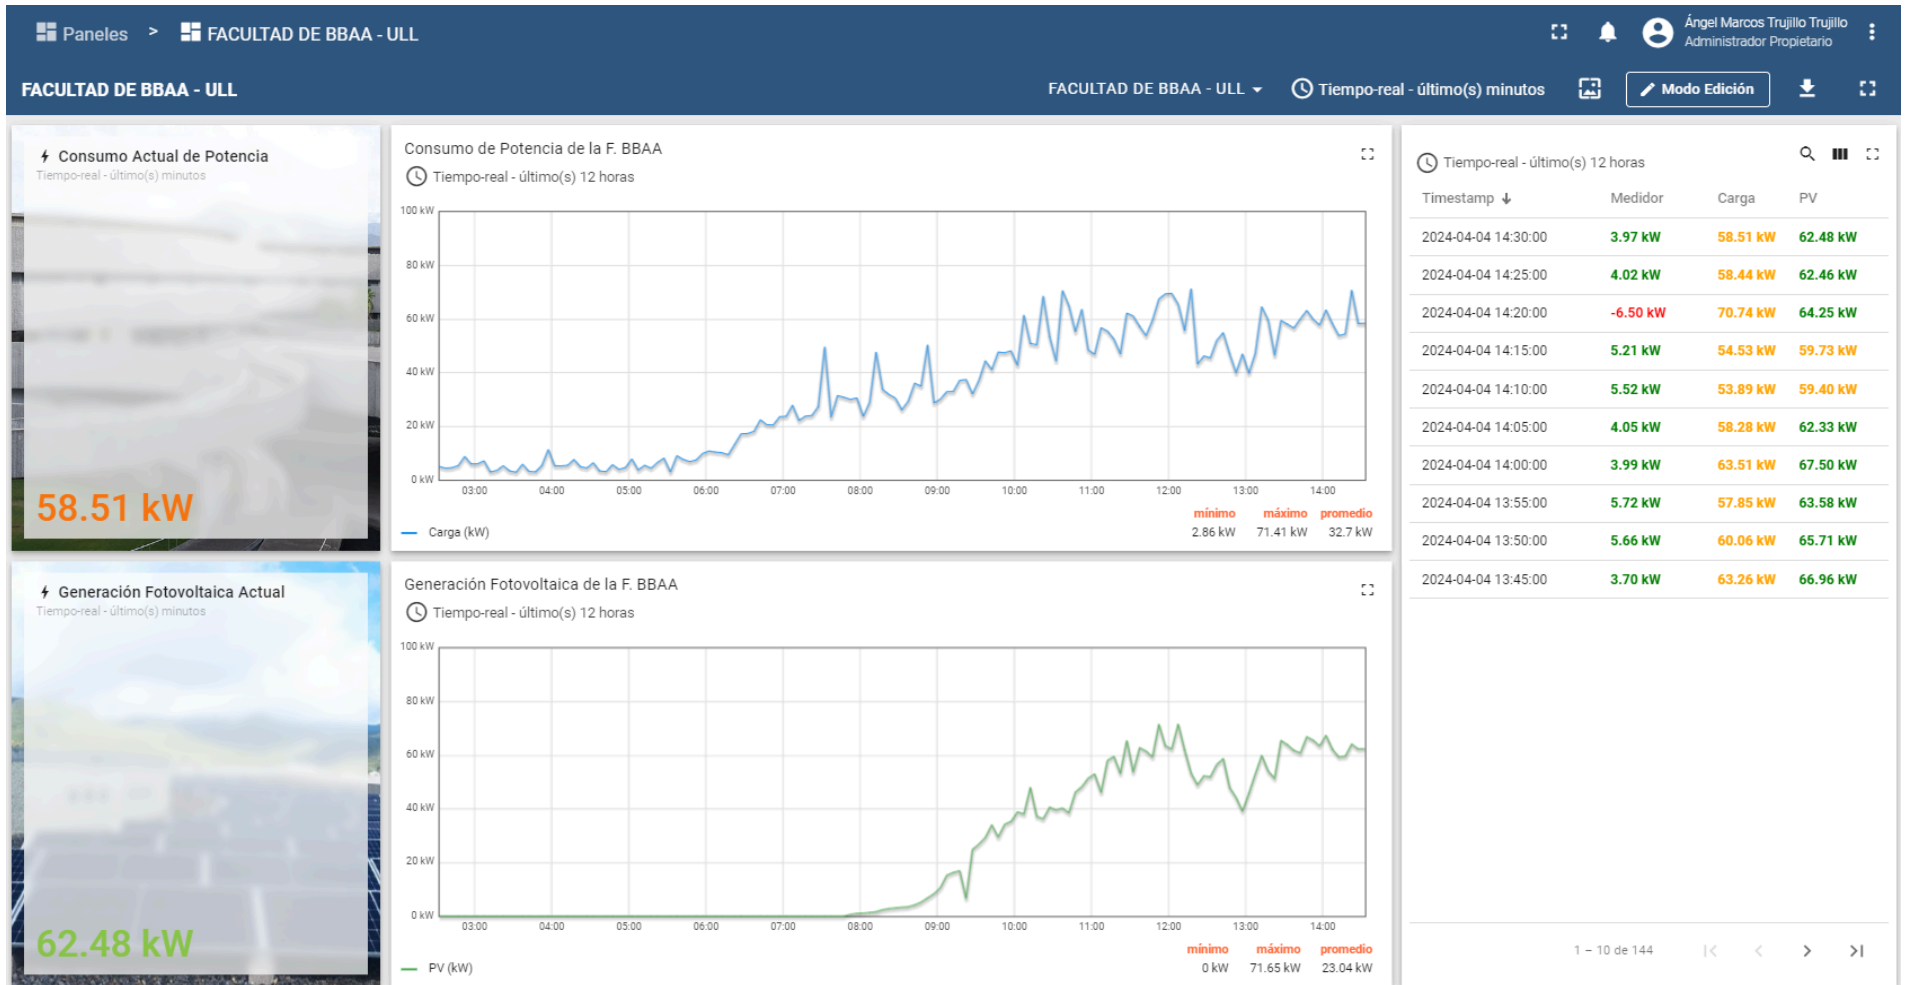 Paneles > FACULTAD DE BBAA - ULL
Ángel Marcos Trujillo Trujillo
Administrador Propietario
FACULTAD DE BBAA - ULL
FACULTAD DE BBAA - ULL
Tiempo-real - último(s) minutos
Modo Edición
Consumo Actual de Potencia
Tiempo-real - último(s) minutos
58.51 kW
Consumo de Potencia de la F. BBAA
Tiempo-real - último(s) 12 horas
100 kW
80 kW
60 kW
40 kW
20 kW
0 kW
03:00 04:00 05:00 06:00 07:00 08:00 09:00 10:00 11:00 12:00 13:00 14:00
mínimo máximo promedio
Carga (kW) 2.86 kW 71.41 kW 32.7 kW
Generación Fotovoltaica Actual
Tiempo-real - último(s) minutos
62.48 kW
Generación Fotovoltaica de la F. BBAA
Tiempo-real - último(s) 12 horas
100 kW
80 kW
60 kW
40 kW
20 kW
0 kW
03:00 04:00 05:00 06:00 07:00 08:00 09:00 10:00 11:00 12:00 13:00 14:00
mínimo máximo promedio
PV (kW) 0 kW 71.65 kW 23.04 kW
Tiempo-real - último(s) 12 horas
Timestamp Medidor Carga PV
2024-04-04 14:30:00 3.97 kW 58.51 kW 62.48 kW
2024-04-04 14:25:00 4.02 kW 58.44 kW 62.46 kW
2024-04-04 14:20:00 -6.50 kW 70.74 kW 64.25 kW
2024-04-04 14:15:00 5.21 kW 54.53 kW 59.73 kW
2024-04-04 14:10:00 5.52 kW 53.89 kW 59.40 kW
2024-04-04 14:05:00 4.05 kW 58.28 kW 62.33 kW
2024-04-04 14:00:00 3.99 kW 63.51 kW 67.50 kW
2024-04-04 13:55:00 5.72 kW 57.85 kW 63.58 kW
2024-04-04 13:50:00 5.66 kW 60.06 kW 65.71 kW
2024-04-04 13:45:00 3.70 kW 63.26 kW 66.96 kW
1 – 10 de 144